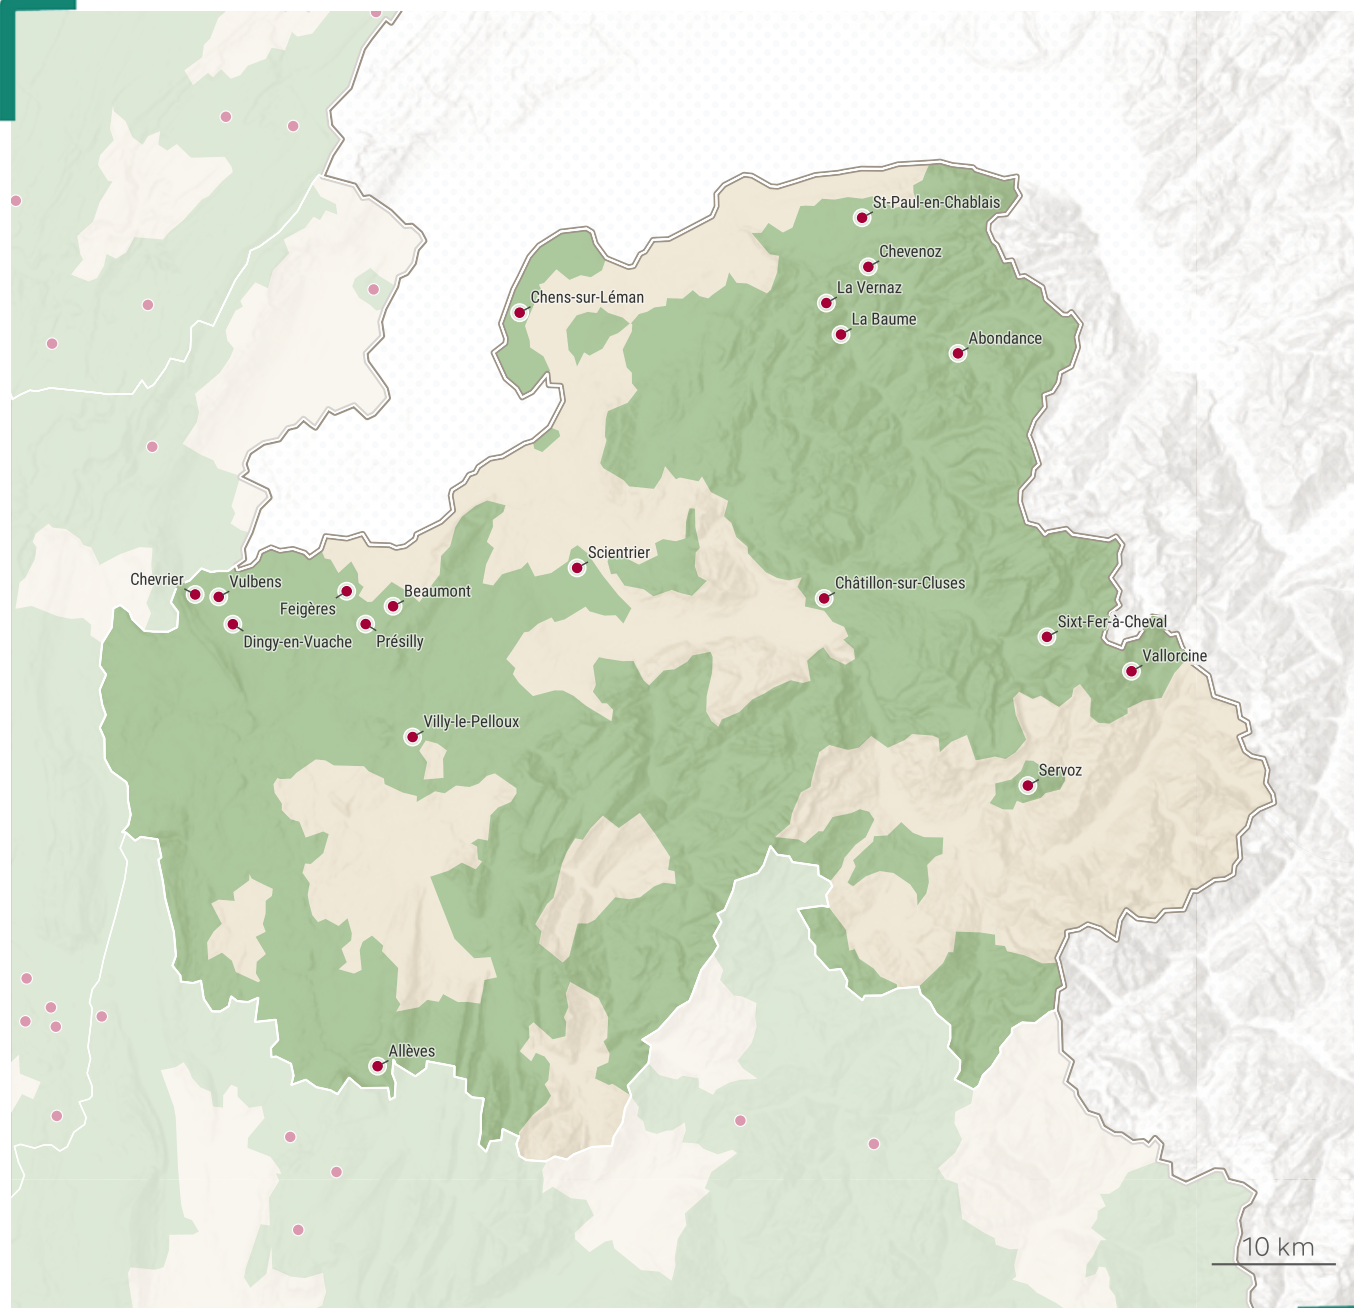 St-Paul-en-Chablais
Chevenoz
La Vernaz
Chens-sur-Léman
La Baume
Abondance
Scientrier
Chevrier
Vulbens
Châtillon-sur-Cluses
Beaumont
Feigères
Sixt-Fer-à-Cheval
Dingy-en-Vuache
Présilly
Vallorcine
Villy-le-Pelloux
Servoz
Allèves
10 km